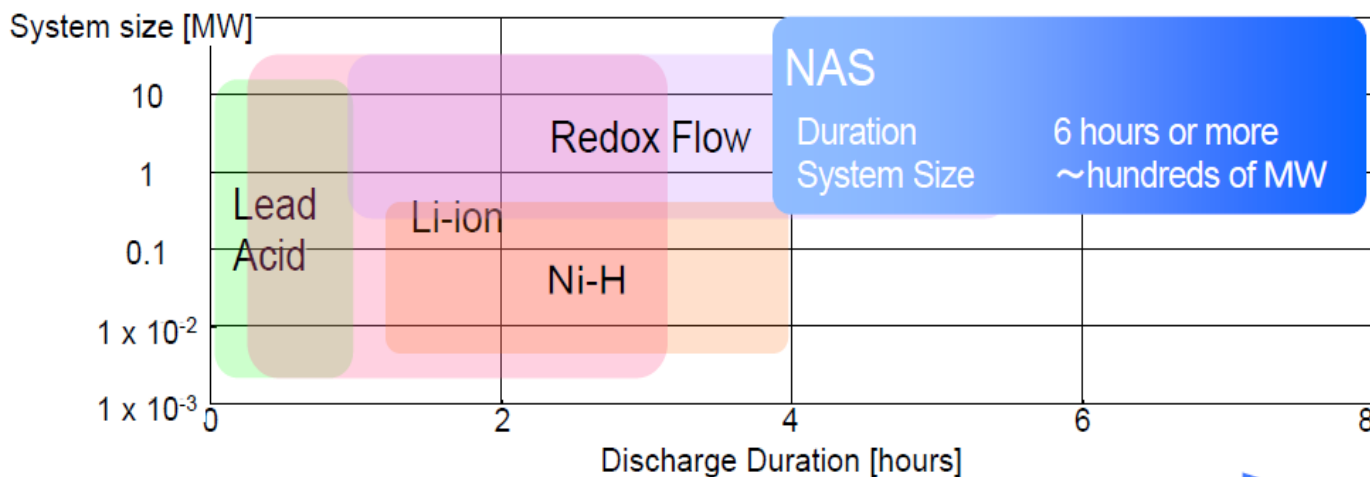 System size [MW]
NAS
Duration 6 hours or more
System Size ～hundreds of MW
10
1
0.1
1 x 10⁻²
1 x 10⁻³
Redox Flow
Lead
Acid
Li-ion
Ni-H
0 2 4 6 8
Discharge Duration [hours]